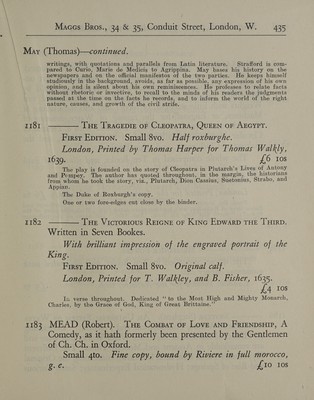 MAGGS BROS., 34 & 35, Conduit Street, London, W. 435
MAY (Thomas)—continued.
writings, with quotations and parallels from Latin literature. Strafford is com-
pared to Curio, Marie de Medicis to Agrippina. May bases his history on the
newspapers and on the official manifestos of the two parties. He keeps himself
studiously in the background, avoids, as far as possible, any expression of his own
opinion, and is silent about his own reminiscences. He professes to relate facts
without rhetoric or invective, to recall to the minds of his readers the judgments
passed at the time on the facts he records, and to inform the world of the right
nature, causes, and growth of the civil strife.
1181 ——— THE TRAGEDIE OF CLEOPATRA, QUEEN OF ÆGYPT.
FIRST EDITION. Small 8vo. Half roxburghe.
London, Printed by Thomas Harper for Thomas Walkly,
1639. £6 10s
The play is founded on the story of Cleopatra in Plutarch's Lives of Antony
and Pompey. The author has quoted throughout, in the margin, the historians
from whom he took the story, viz., Plutarch, Dion Cassius, Suetonius, Strabo, and
Appian.
The Duke of Roxburgh's copy.
One or two fore-edges cut close by the binder.
1182 ——— THE VICTORIOUS REIGNE OF KING EDWARD THE THIRD.
Written in Seven Bookes.
With brilliant impression of the engraved portrait of the
King.
FIRST EDITION. Small 8vo. Original calf.
London, Printed for T. Walkley, and B. Fisher, 1635.
£4 10s
In verse throughout. Dedicated "to the Most High and Mighty Monarch,
Charles, by the Grace of God, King of Great Brittaine."
1183 MEAD (Robert). THE COMBAT OF LOVE AND FRIENDSHIP, A
Comedy, as it hath formerly been presented by the Gentlemen
of Ch. Ch. in Oxford.
Small 4to. Fine copy, bound by Riviere in full morocco,
g. e. £10 10s